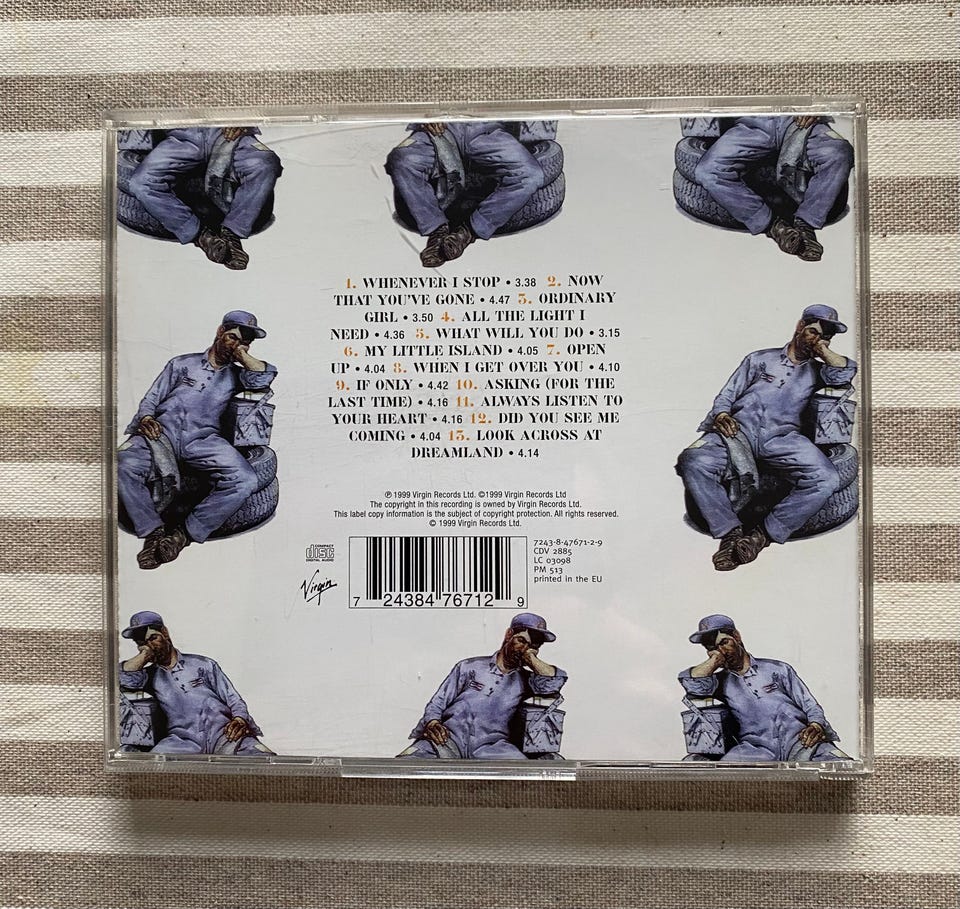 1. WHENEVER I STOP • 3.38 2. NOW
THAT YOU'VE GONE • 4.47 3. ORDINARY
GIRL • 3.50 4. ALL THE LIGHT I
NEED • 4.36 5. WHAT WILL YOU DO • 3.15
6. MY LITTLE ISLAND • 4.05 7. OPEN
UP • 4.04 8. WHEN I GET OVER YOU • 4.10
9. IF ONLY • 4.42 10. ASKING (FOR THE
LAST TIME) • 4.16 11. ALWAYS LISTEN TO
YOUR HEART • 4.16 12. DID YOU SEE ME
COMING • 4.04 13. LOOK ACROSS AT
DREAMLAND • 4.14
℗ 1999 Virgin Records Ltd. ©1999 Virgin Records Ltd
The copyright in this recording is owned by Virgin Records Ltd.
This label copy information is the subject of copyright protection. All rights reserved.
© 1999 Virgin Records Ltd.
COMPACT
disc
DIGITAL AUDIO
Virgin
7 24384 76712 9
7243-8-47671-2-9
CDV 2885
LC 03098
PM 513
printed in the EU